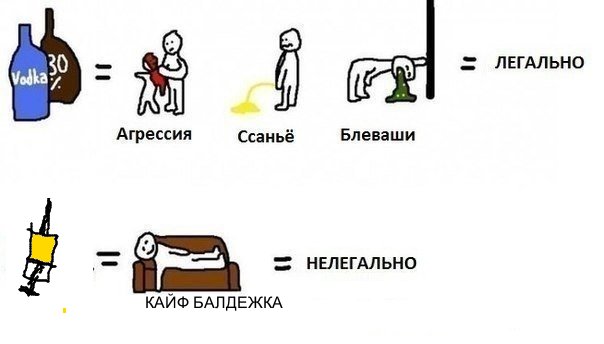 Vodka
30
%
= = ЛЕГАЛЬНО
Агрессия Ссаньё Блеваши
= = НЕЛЕГАЛЬНО
КАЙФ БАЛДЕЖКА